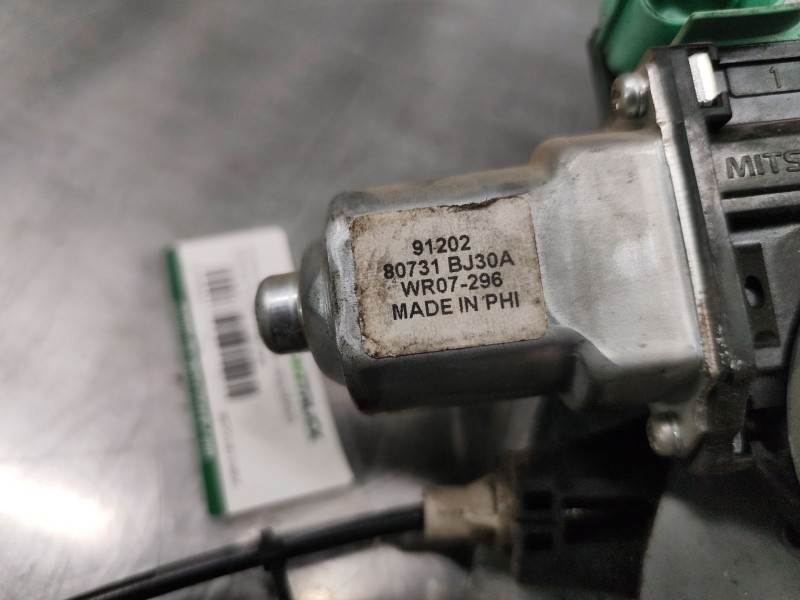 91202
80731 BJ30A
WR07-296
MADE IN PHI
1
MITS